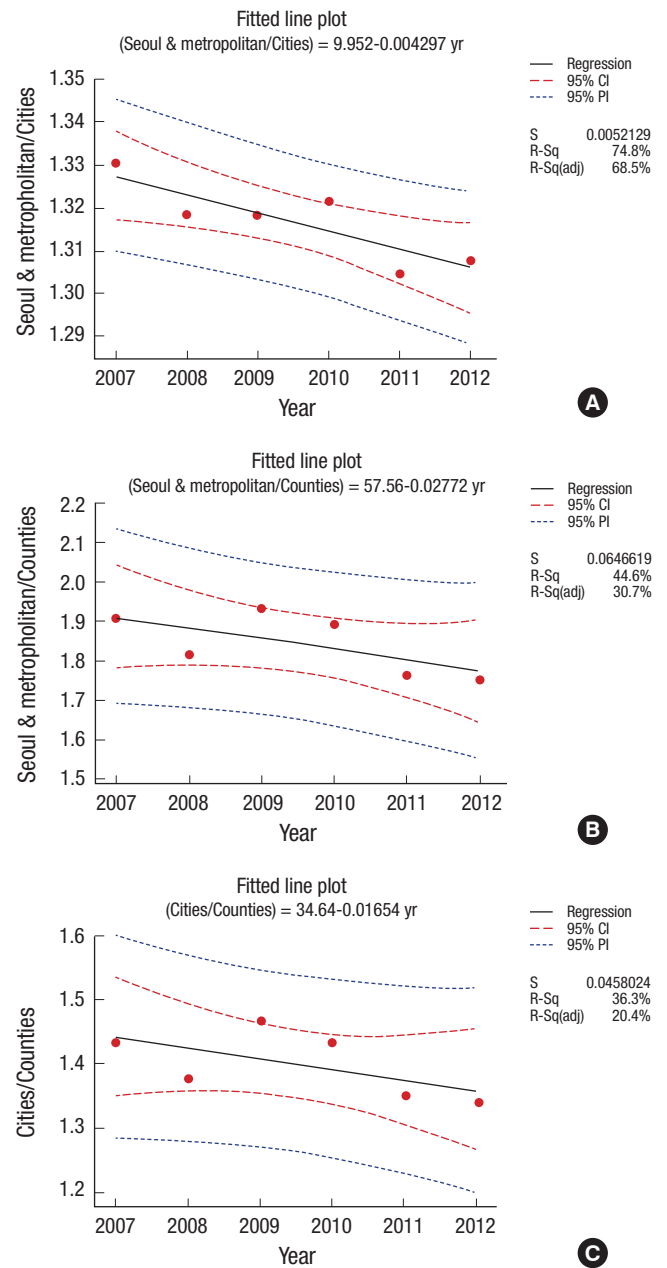 Fitted line plot
(Seoul & metropolitan/Cities) = 9.952-0.004297 yr
Seoul & metropholitan/Cities
1.35
1.34
1.33
1.32
1.31
1.30
1.29
2007 2008 2009 2010 2011 2012
Year
Regression
95% CI
95% PI
S 0.0052129
R-Sq 74.8%
R-Sq(adj) 68.5%
A
Fitted line plot
(Seoul & metropolitan/Counties) = 57.56-0.02772 yr
Seoul & metropholitan/Counties
2.2
2.1
2.0
1.9
1.8
1.7
1.6
1.5
2007 2008 2009 2010 2011 2012
Year
Regression
95% CI
95% PI
S 0.0646619
R-Sq 44.6%
R-Sq(adj) 30.7%
B
Fitted line plot
(Cities/Counties) = 34.64-0.01654 yr
Cities/Counties
1.6
1.5
1.4
1.3
1.2
2007 2008 2009 2010 2011 2012
Year
Regression
95% CI
95% PI
S 0.0458024
R-Sq 36.3%
R-Sq(adj) 20.4%
C